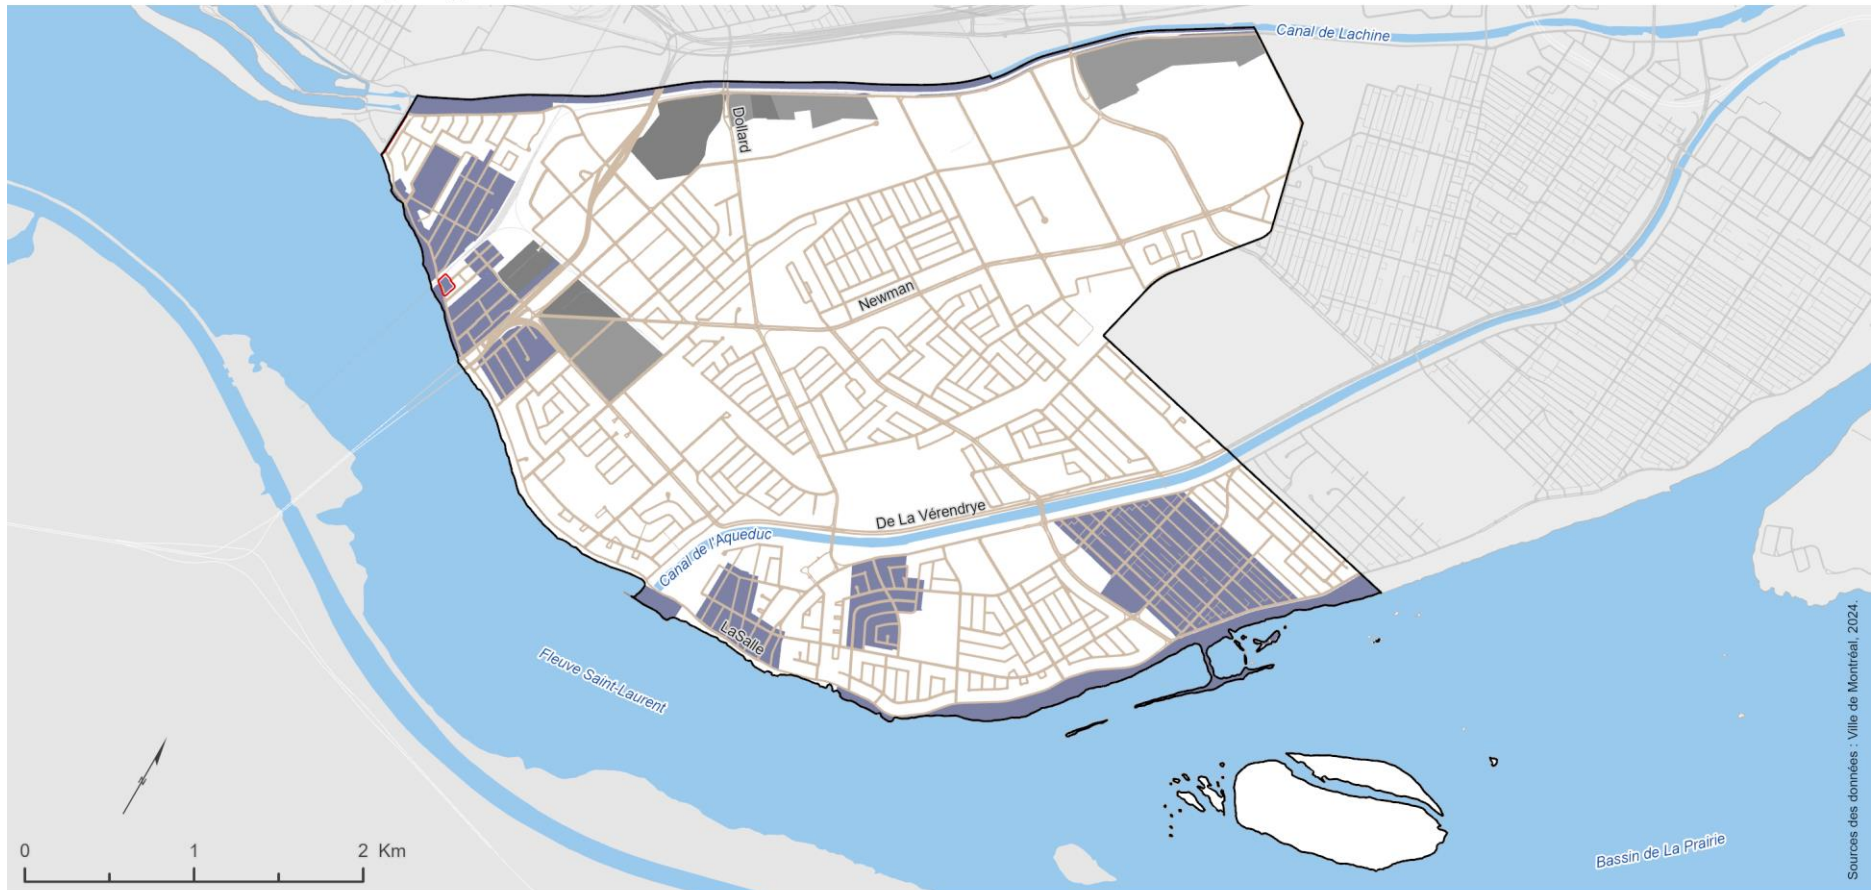 Canal de Lachine
Dollard
Newman
De La Vérendrye
Canal de l'Aqueduc
LaSalle
Fleuve Saint-Laurent
N
0 1 2 Km
Bassin de La Prairie
Sources des données : Ville de Montréal, 2024.